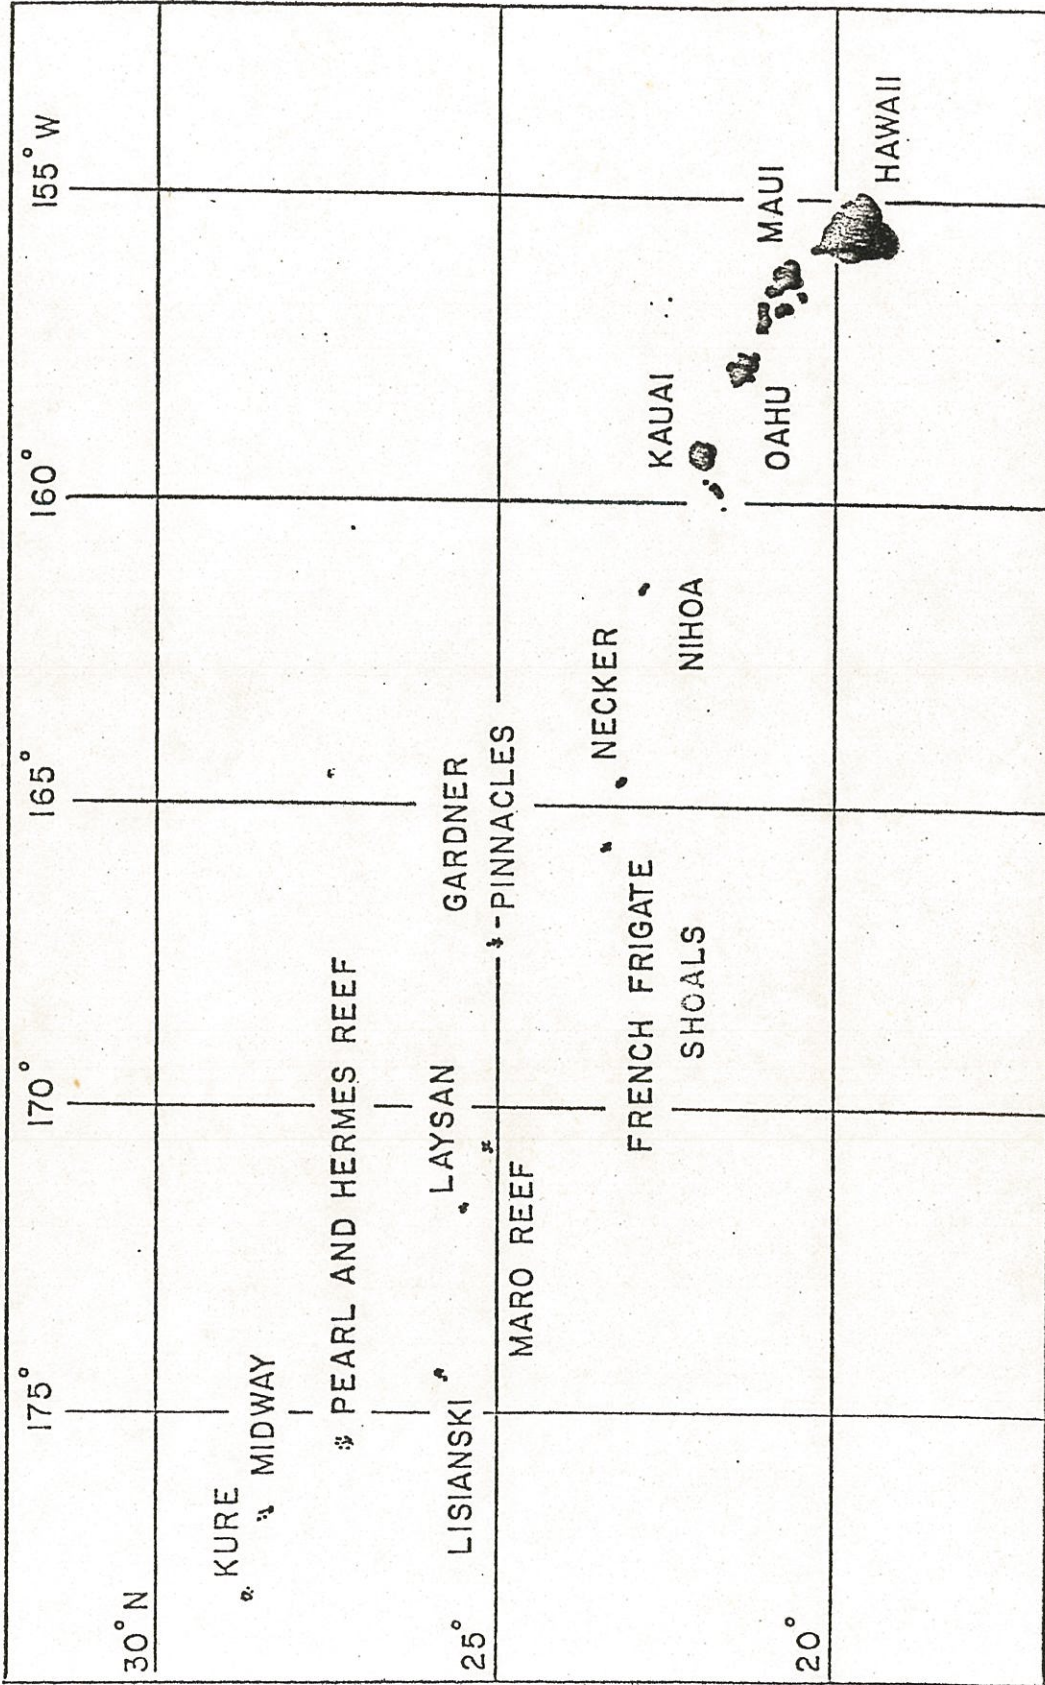 175°
170°
165°
160°
155° W
30° N
KURE
MIDWAY
PEARL AND HERMES REEF
LISIANSKI
LAYSAN
GARDNER
PINNACLES
25°
MARO REEF
NECKER
FRENCH FRIGATE
SHOALS
NIHOA
KAUAI
OAHU
MAUI
20°
HAWAII